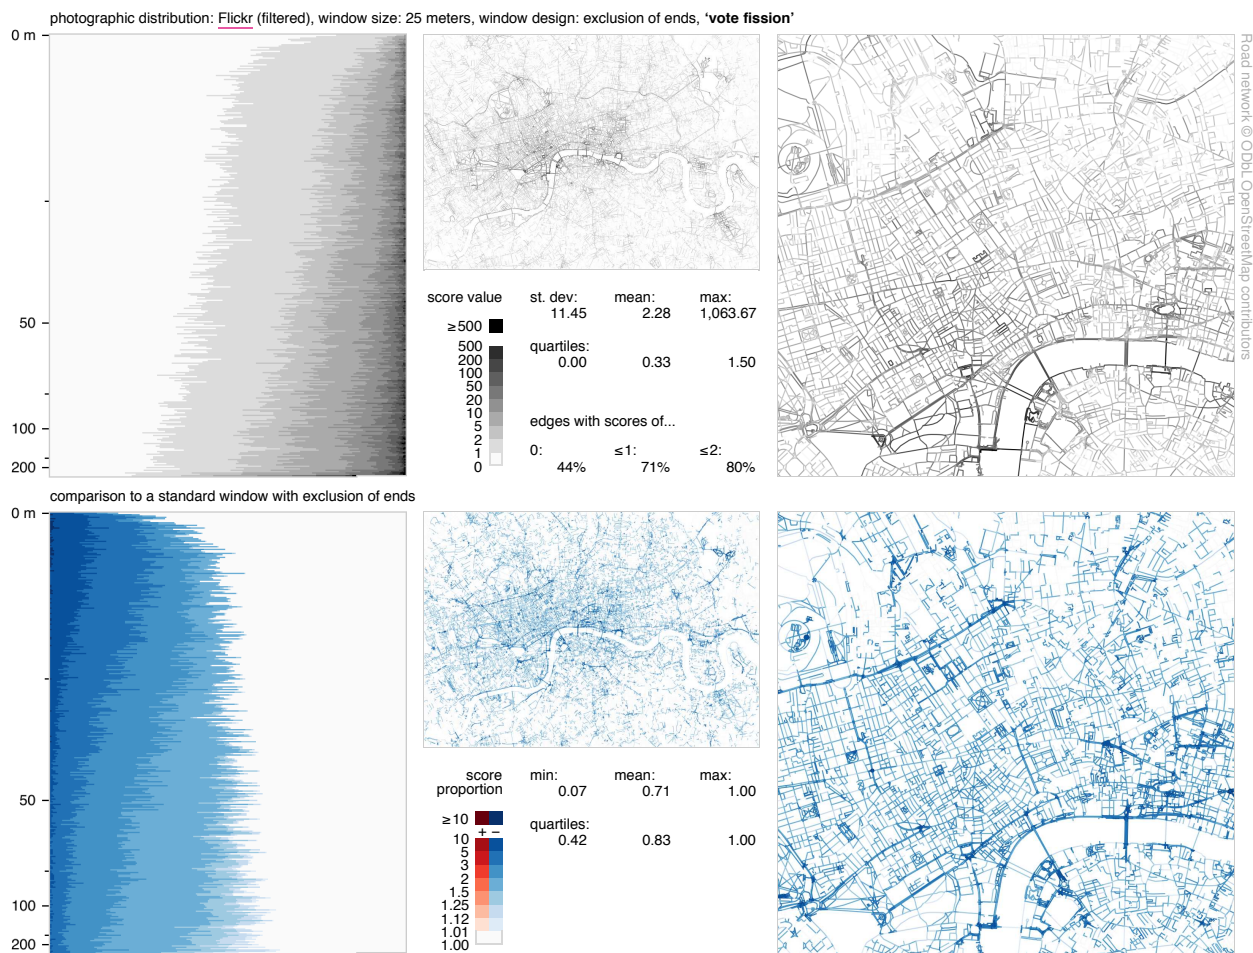 photographic distribution: Flickr (filtered), window size: 25 meters, window design: exclusion of ends, ‘vote fission’
0 m
50
100
200
score value
≥500
500
200
100
50
20
10
5
2
1
0
st. dev: mean: max:
11.45 2.28 1,063.67
quartiles:
0.00 0.33 1.50
edges with scores of...
0: ≤1: ≤2:
44% 71% 80%
Road network © ODbL OpenStreetMap contributors
comparison to a standard window with exclusion of ends
0 m
50
100
200
score
proportion
≥10
+ −
10
5
3
2
1.5
1.25
1.12
1.01
1.00
min: mean: max:
0.07 0.71 1.00
quartiles:
0.42 0.83 1.00